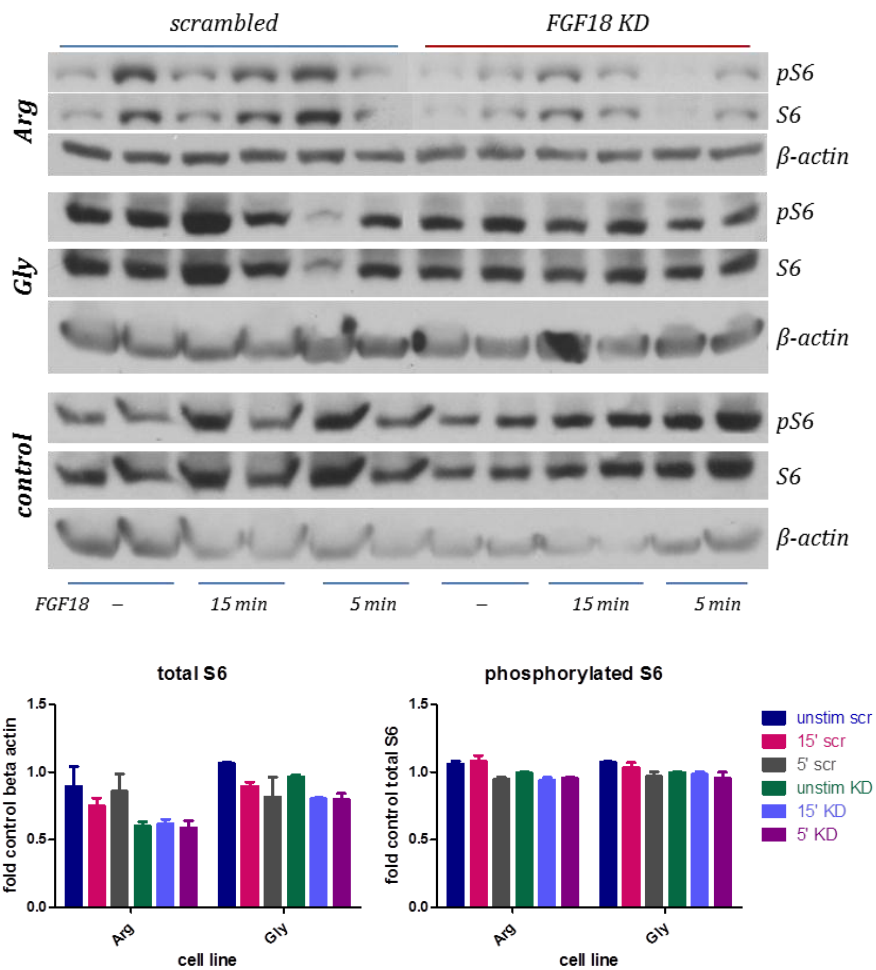 scrambled FGF18 KD
Arg
pS6
S6
β-actin
Gly
pS6
S6
β-actin
control
pS6
S6
β-actin
FGF18 – 15 min 5 min – 15 min 5 min
total S6
fold control beta actin
1.5
1.0
0.5
0.0
Arg Gly
cell line
phosphorylated S6
fold control total S6
1.5
1.0
0.5
0.0
Arg Gly
cell line
unstim scr
15' scr
5' scr
unstim KD
15' KD
5' KD